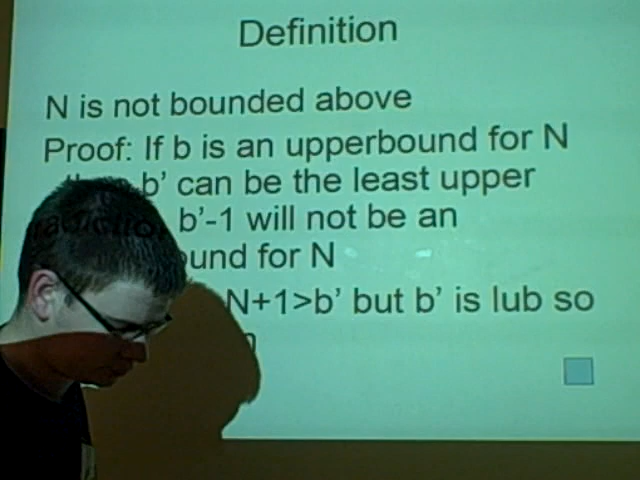 Definition
N is not bounded above
Proof: If b is an upperbound for N
b' can be the least upper
b'-1 will not be an
ound for N
N+1>b' but b' is lub so